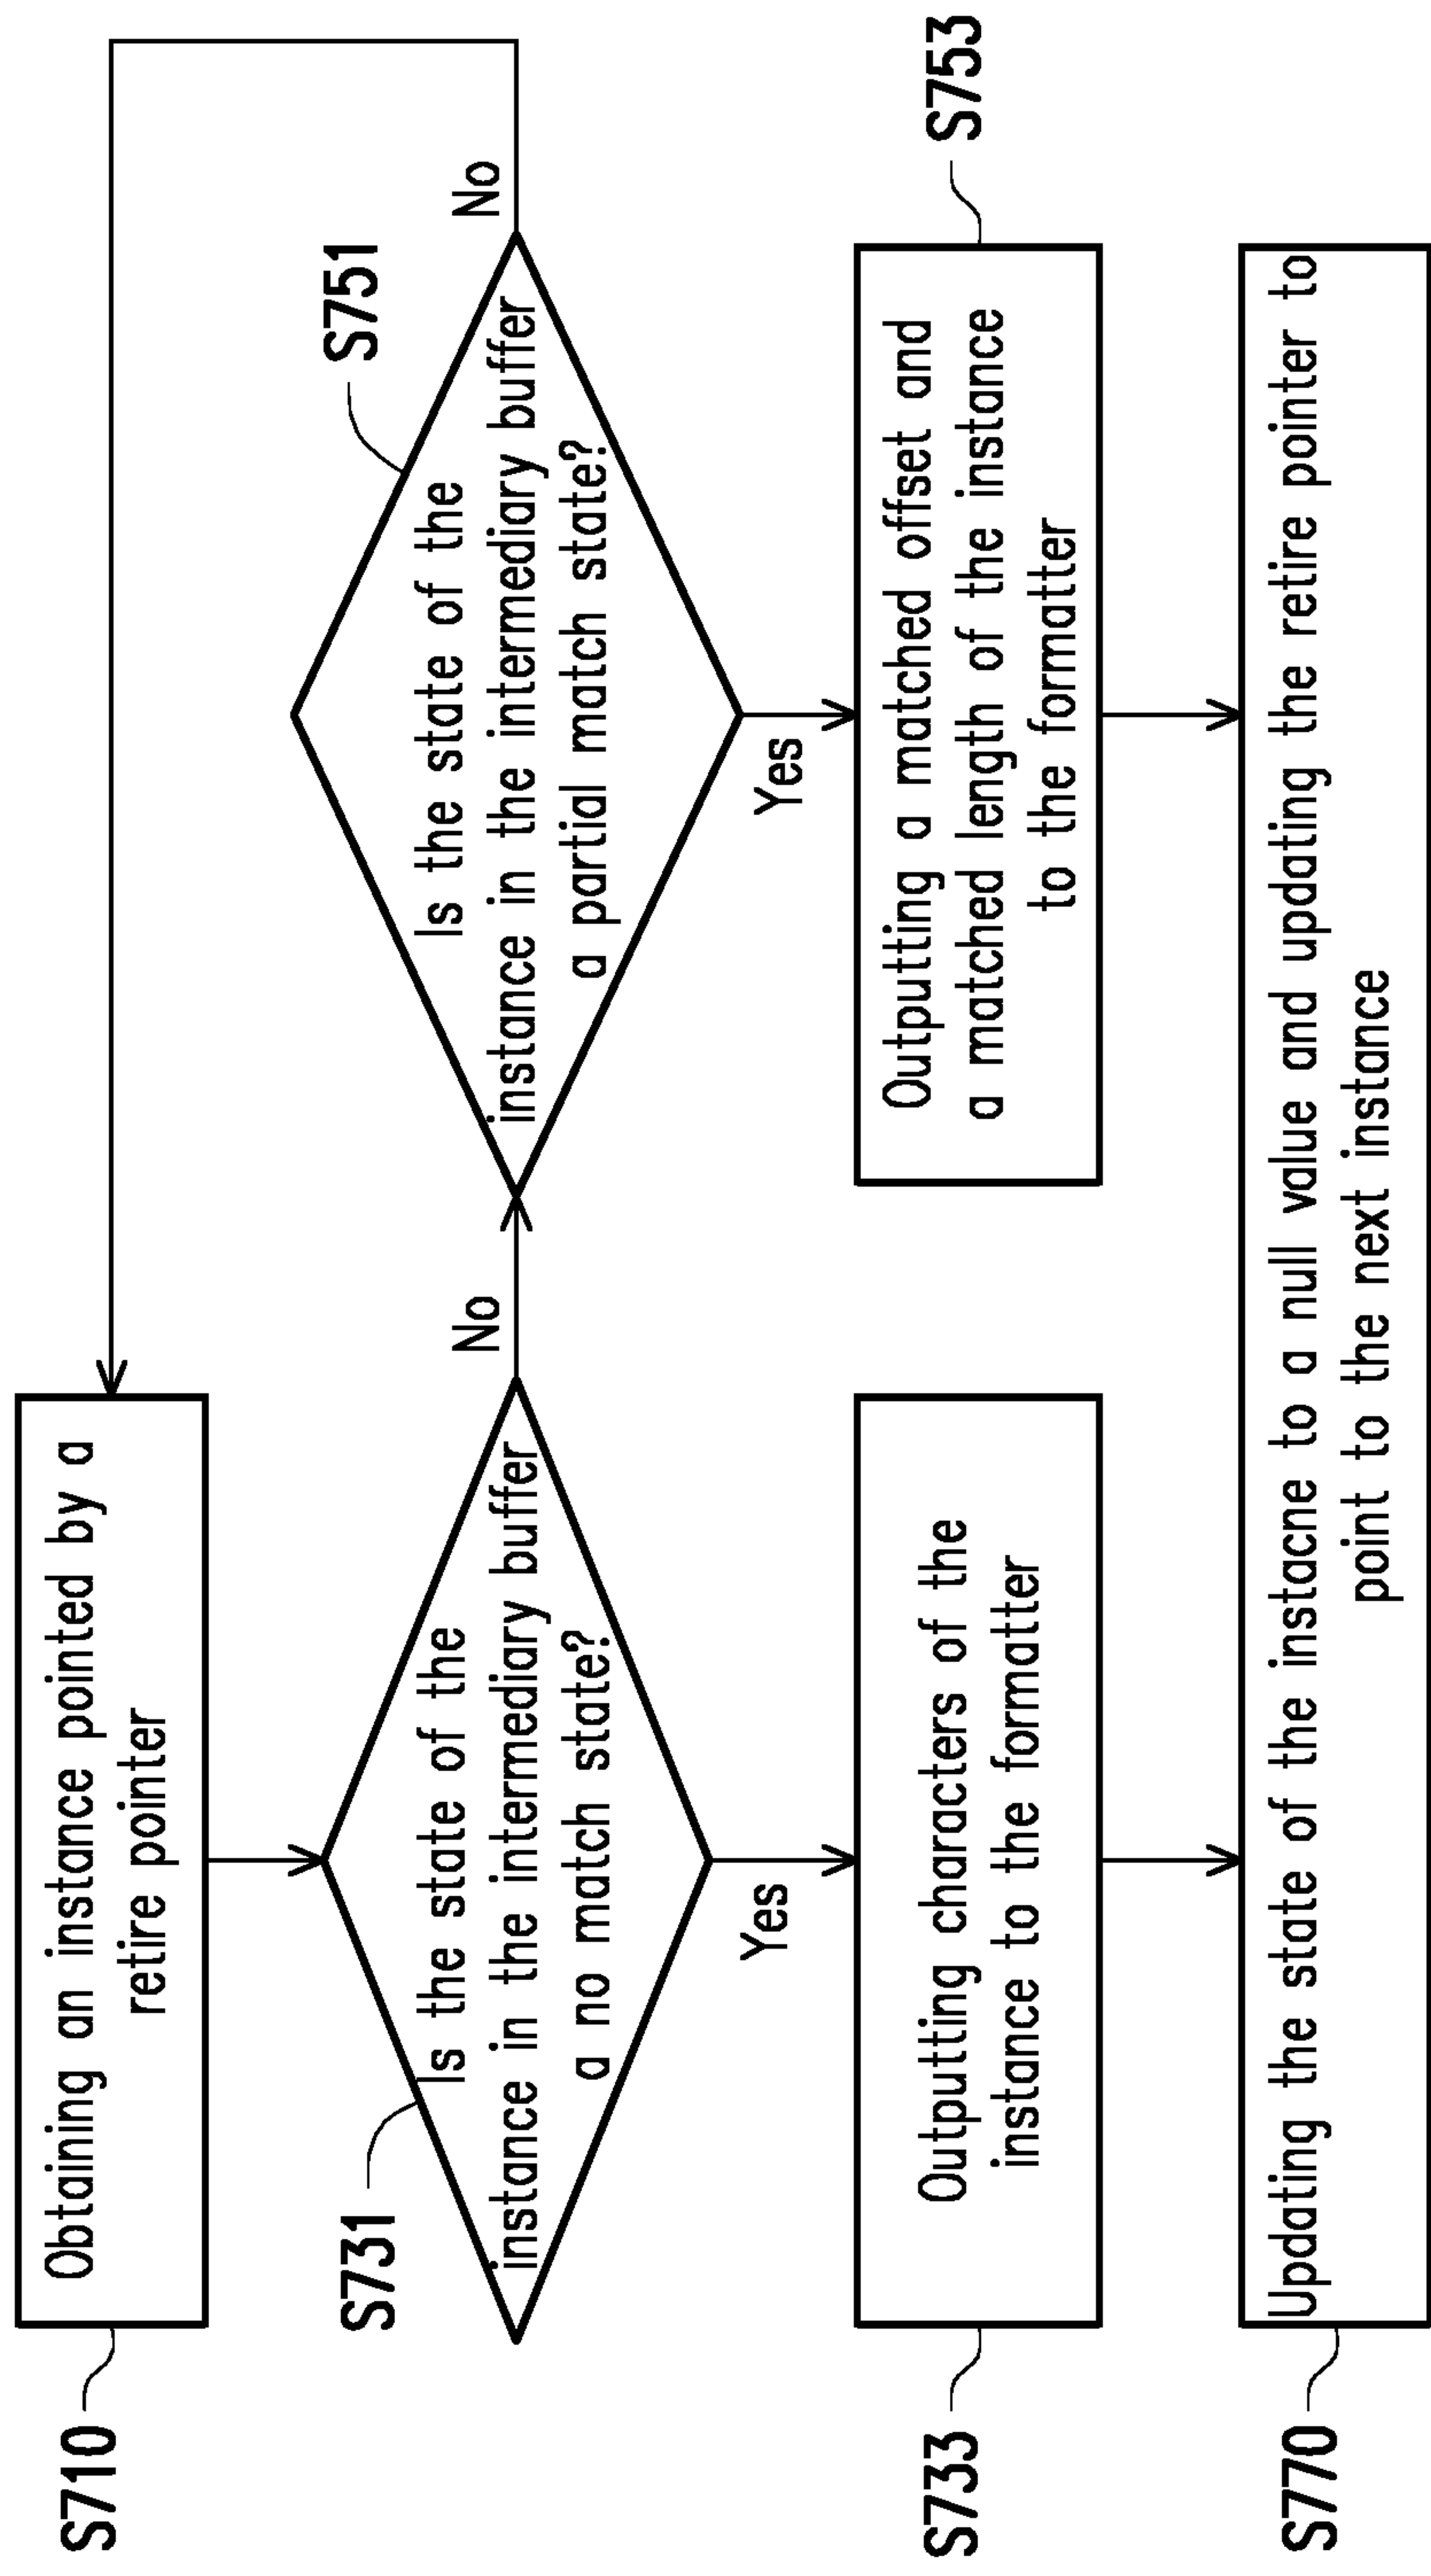 S710
Obtaining an instance pointed by a
retire pointer
S731
Is the state of the
instance in the intermediary buffer
a no match state?
No
Yes
S751
Is the state of the
instance in the intermediary buffer
a partial match state?
No
Yes
S733
Outputting characters of the
instance to the formatter
S753
Outputting a matched offset and
a matched length of the instance
to the formatter
S770
Updating the state of the instacne to a null value and updating the retire pointer to
point to the next instance